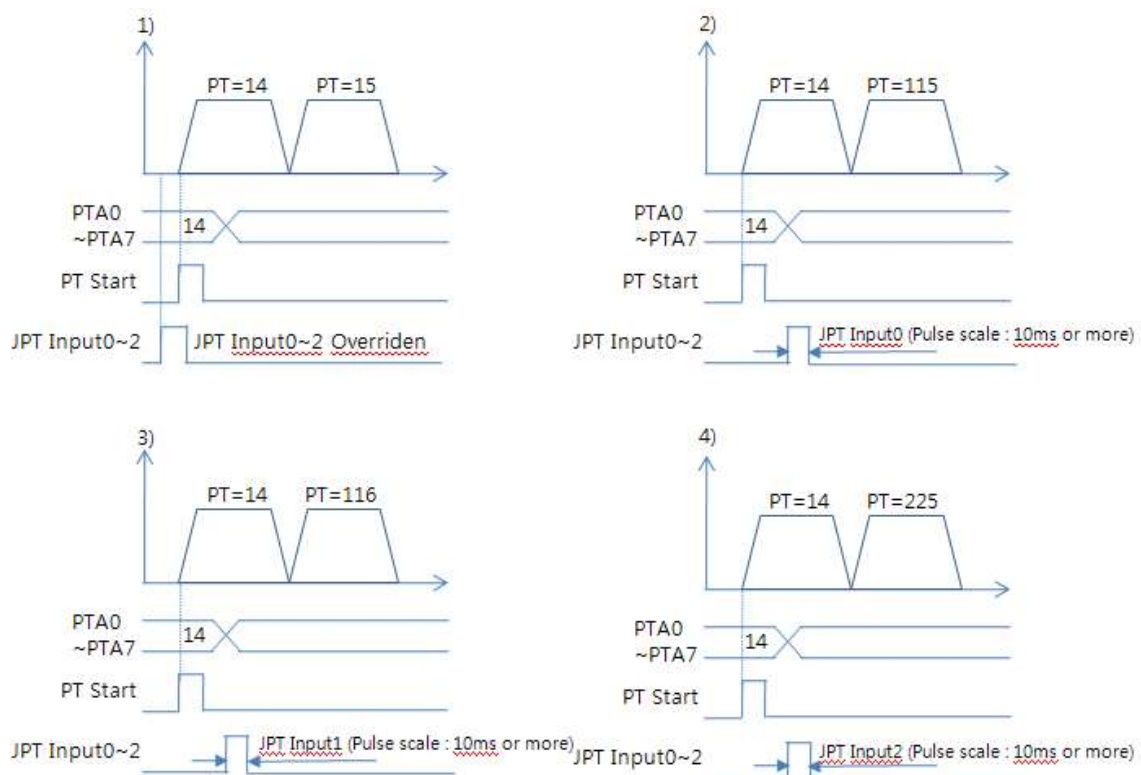 1)
PT=14
PT=15
PTA0
~PTA7
14
PT Start
JPT Input0~2
JPT Input0~2 Overriden
2)
PT=14
PT=115
PTA0
~PTA7
14
PT Start
JPT Input0~2
JPT Input0 (Pulse scale : 10ms or more)
3)
PT=14
PT=116
PTA0
~PTA7
14
PT Start
JPT Input0~2
JPT Input1 (Pulse scale : 10ms or more)
4)
PT=14
PT=225
PTA0
~PTA7
14
PT Start
JPT Input0~2
JPT Input2 (Pulse scale : 10ms or more)